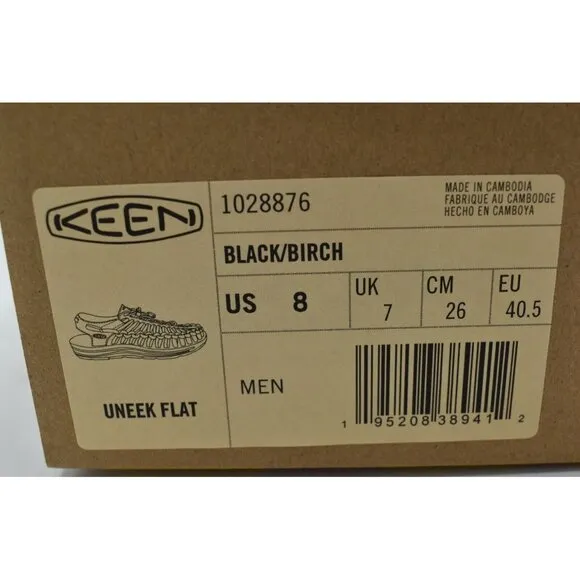 KEEN
1028876
MADE IN CAMBODIA
FABRIQUE AU CAMBODGE
HECHO EN CAMBOYA
BLACK/BIRCH
US 8
UK 7
CM 26
EU 40.5
UNEEK FLAT
MEN
1 95208 38941 2